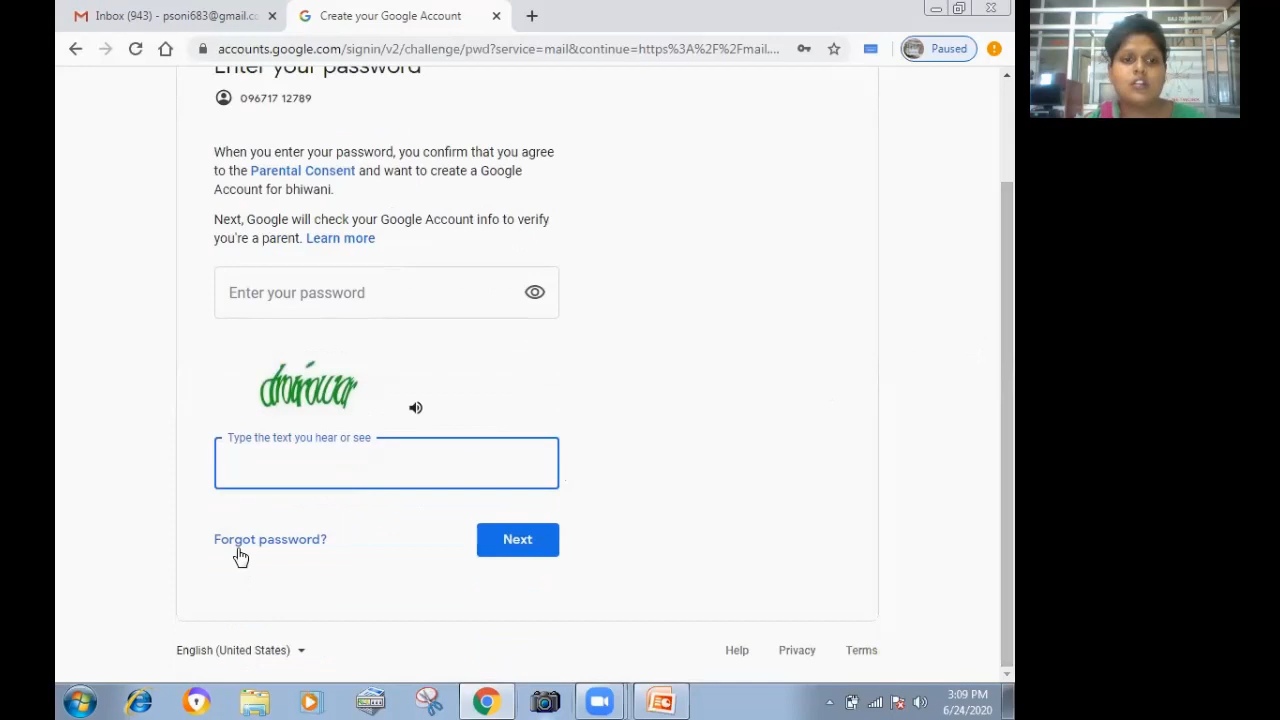 Inbox (943) - psoni683@gmail.co
Create your Google Account
accounts.google.com/signin/v2/challenge/pwd?service=mail&continue=https%3A%2F%2Fmail....
Paused
Enter your password
096717 12789
When you enter your password, you confirm that you agree
to the Parental Consent and want to create a Google
Account for bhiwani.
Next, Google will check your Google Account info to verify
you're a parent. Learn more
Enter your password
Type the text you hear or see
Forgot password?
Next
English (United States)
Help
Privacy
Terms
3:09 PM
6/24/2020